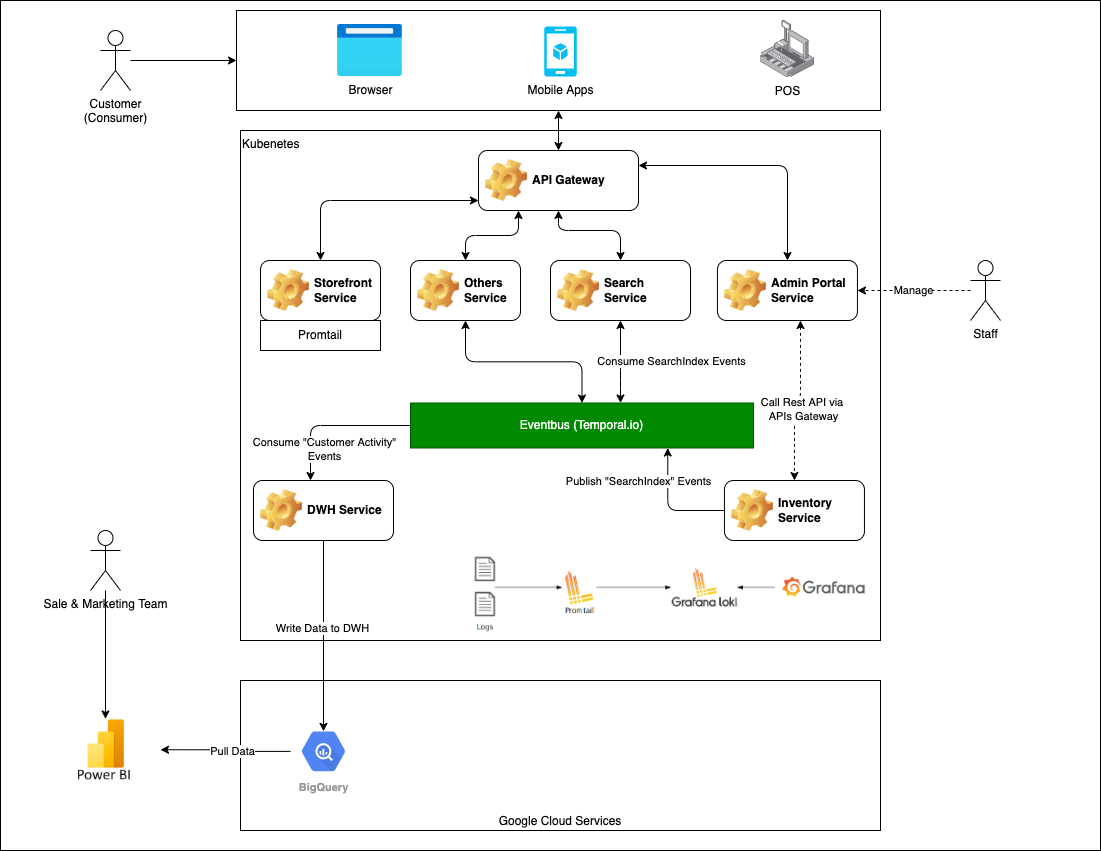 Customer
(Consumer)
Browser
Mobile Apps
POS
Kubenetes
API Gateway
Storefront
Service
Promtail
Others
Service
Search
Service
Admin Portal
Service
Manage
Staff
Consume SearchIndex Events
Call Rest API via
APIs Gateway
Eventbus (Temporal.io)
Consume "Customer Activity"
Events
Publish "SearchIndex" Events
DWH Service
Inventory
Service
Logs
Promtail
Grafana loki
Grafana
Sale & Marketing Team
Write Data to DWH
Pull Data
Power BI
BigQuery
Google Cloud Services